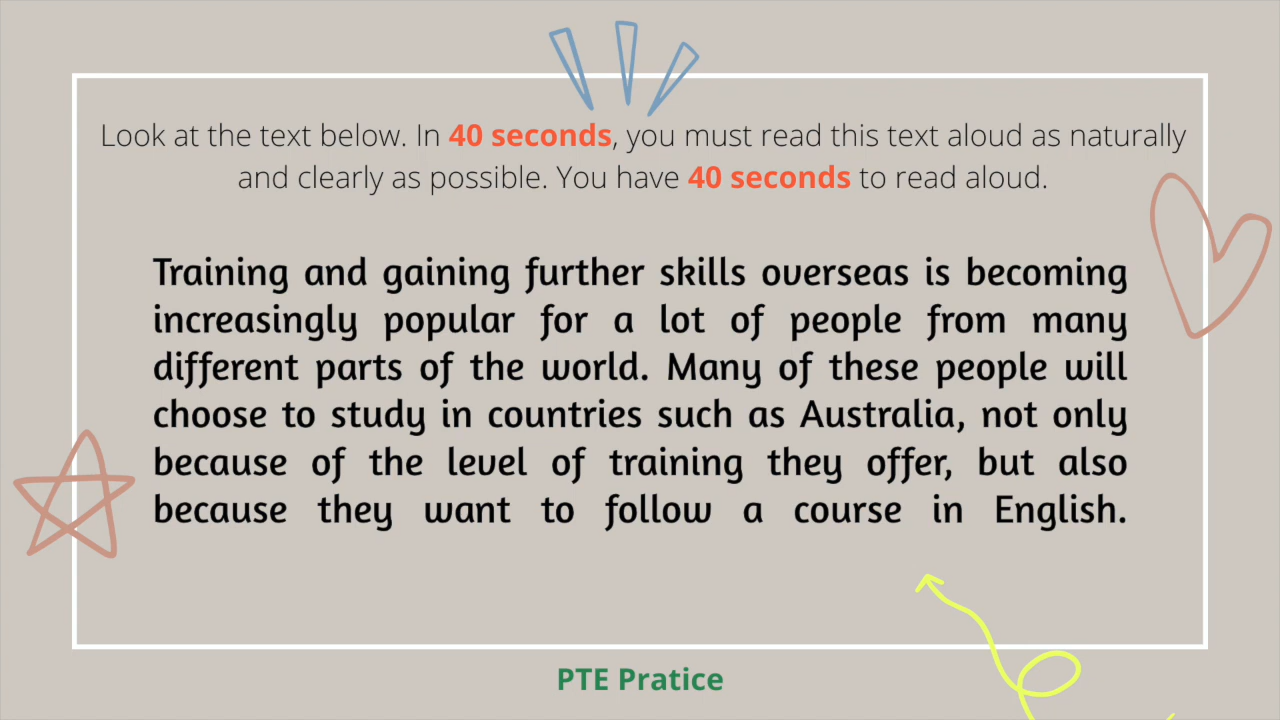 Look at the text below. In 40 seconds, you must read this text aloud as naturally
and clearly as possible. You have 40 seconds to read aloud.
Training and gaining further skills overseas is becoming
increasingly popular for a lot of people from many
different parts of the world. Many of these people will
choose to study in countries such as Australia, not only
because of the level of training they offer, but also
because they want to follow a course in English.
PTE Pratice